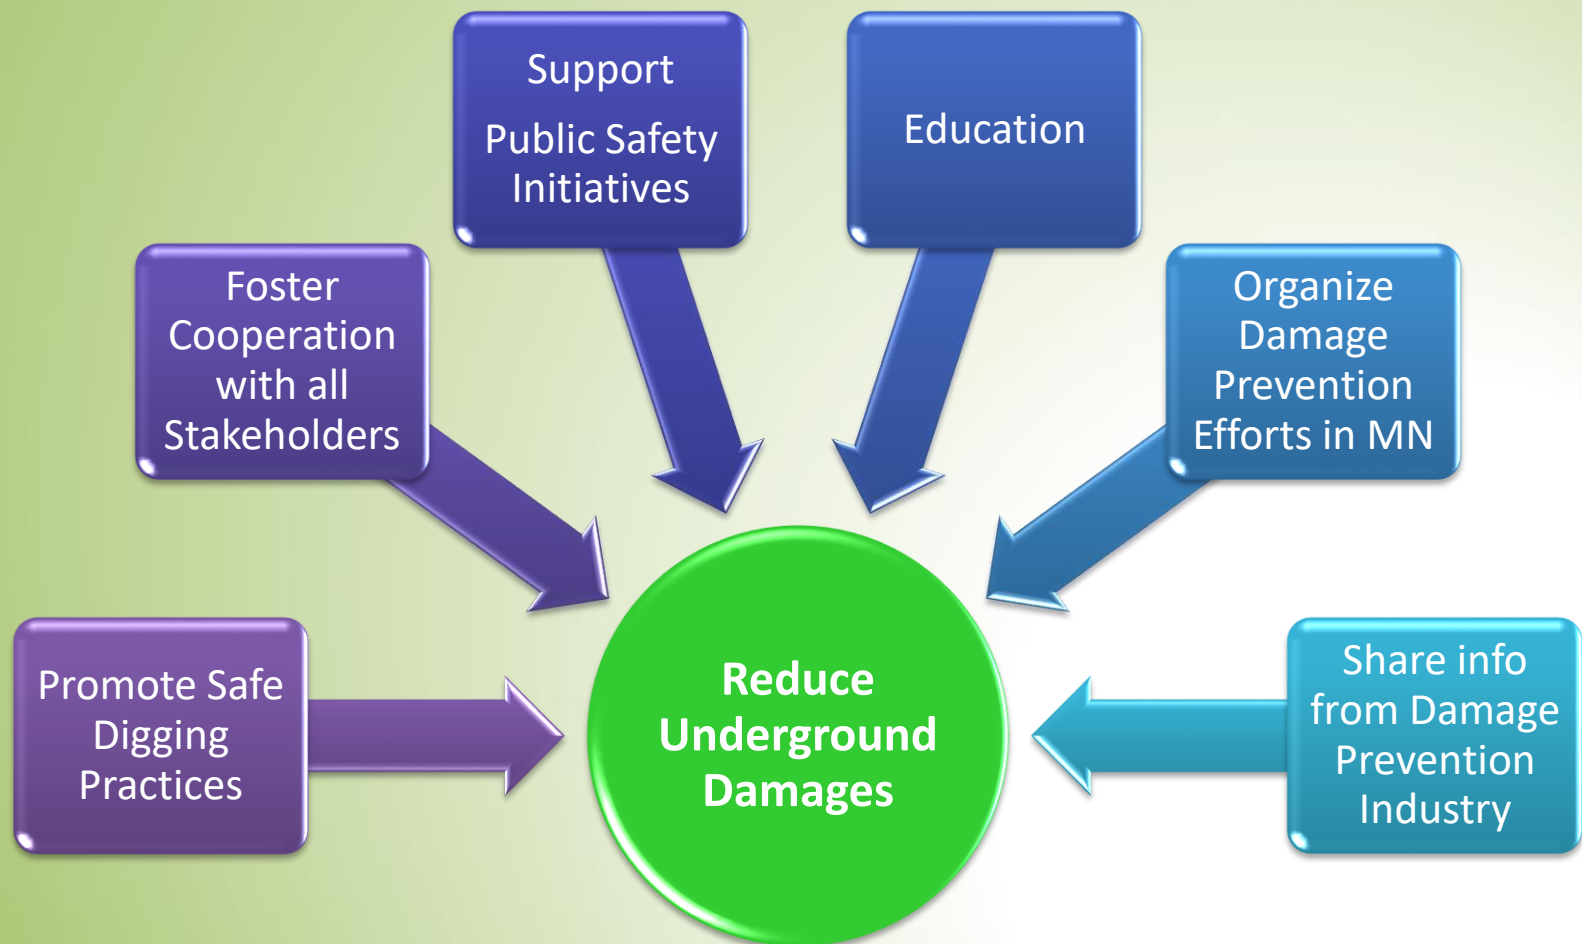 Support
Public Safety
Initiatives
Education
Foster
Cooperation
with all
Stakeholders
Organize
Damage
Prevention
Efforts in MN
Promote Safe
Digging
Practices
Reduce
Underground
Damages
Share info
from Damage
Prevention
Industry